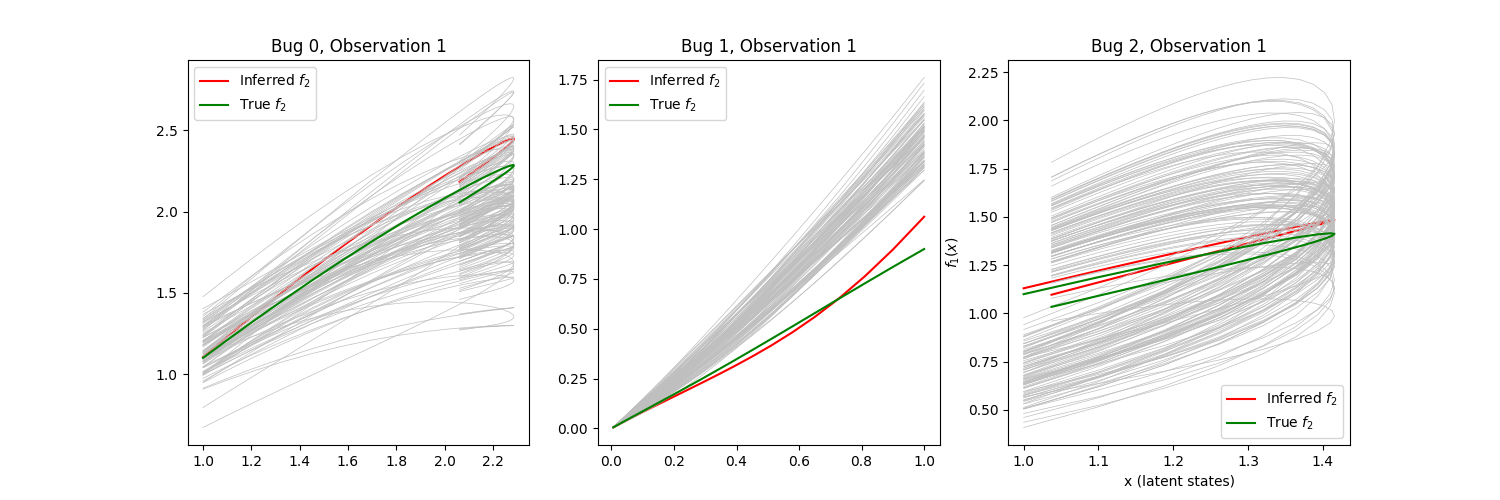 Bug 0, Observation 1
Inferred f₂
True f₂
2.5
2.0
1.5
1.0
1.0 1.2 1.4 1.6 1.8 2.0 2.2
Bug 1, Observation 1
Inferred f₂
True f₂
1.75
1.50
1.25
1.00
0.75
0.50
0.25
0.00
0.0 0.2 0.4 0.6 0.8 1.0
Bug 2, Observation 1
f₁(x)
2.25
2.00
1.75
1.50
1.25
1.00
0.75
0.50
Inferred f₂
True f₂
1.0 1.1 1.2 1.3 1.4
x (latent states)